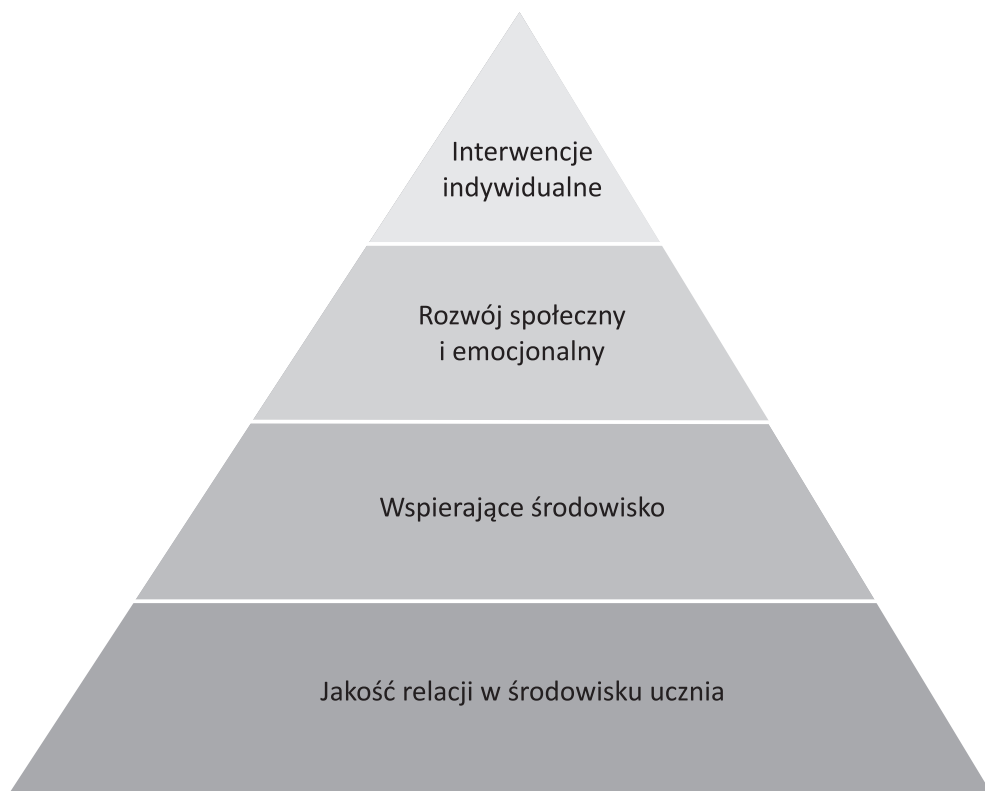 Interwencje
indywidualne
Rozwój społeczny
i emocjonalny
Wspierające środowisko
Jakość relacji w środowisku ucznia